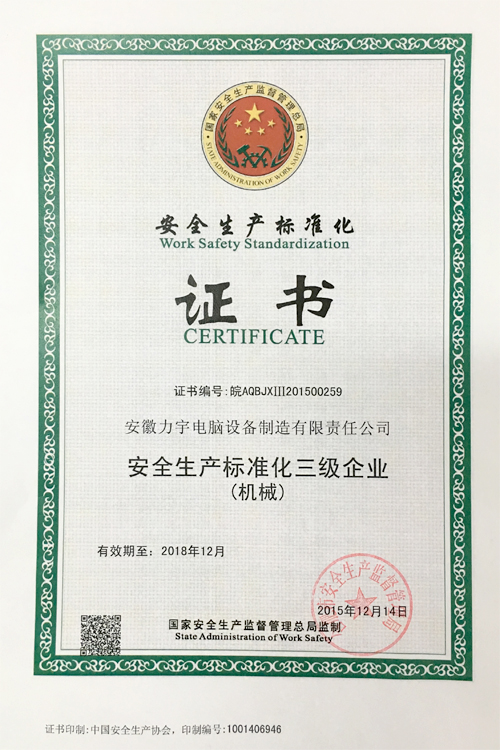 国家安全生产监督管理总局
STATE ADMINISTRATION OF WORK SAFETY
安全生产标准化
Work Safety Standardization
证书
CERTIFICATE
证书编号:皖AQBJXIII201500259
安徽力宇电脑设备制造有限责任公司
安全生产标准化三级企业
(机械)
有效期至：2018年12月
安全生产监督管
2015年12月14日
国家安全生产监督管理总局监制
State Administration of Work Safety
证书印制:中国安全生产协会，印制编号:1001406946